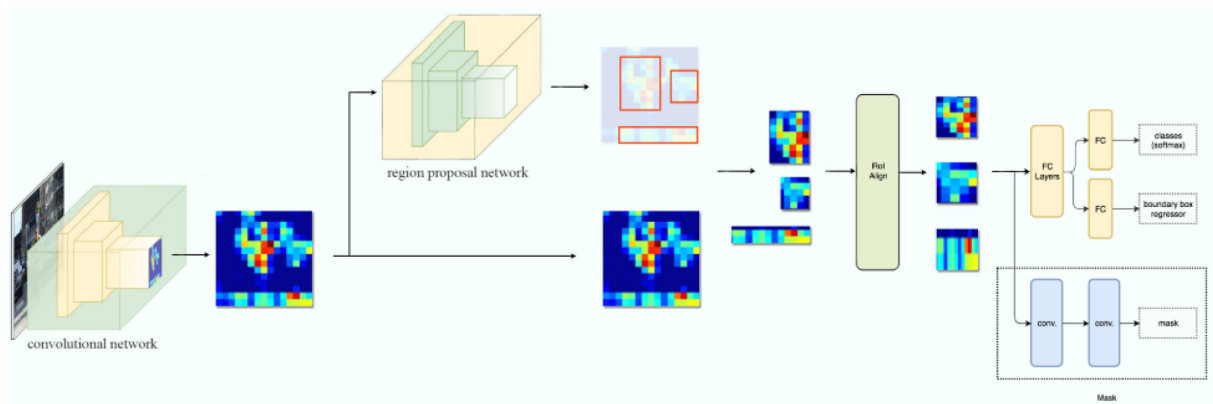 region proposal network
convolutional network
RoI
Align
FC
Layers
FC
FC
classes
(softmax)
boundary box
regressor
conv.
conv.
mask
Mask